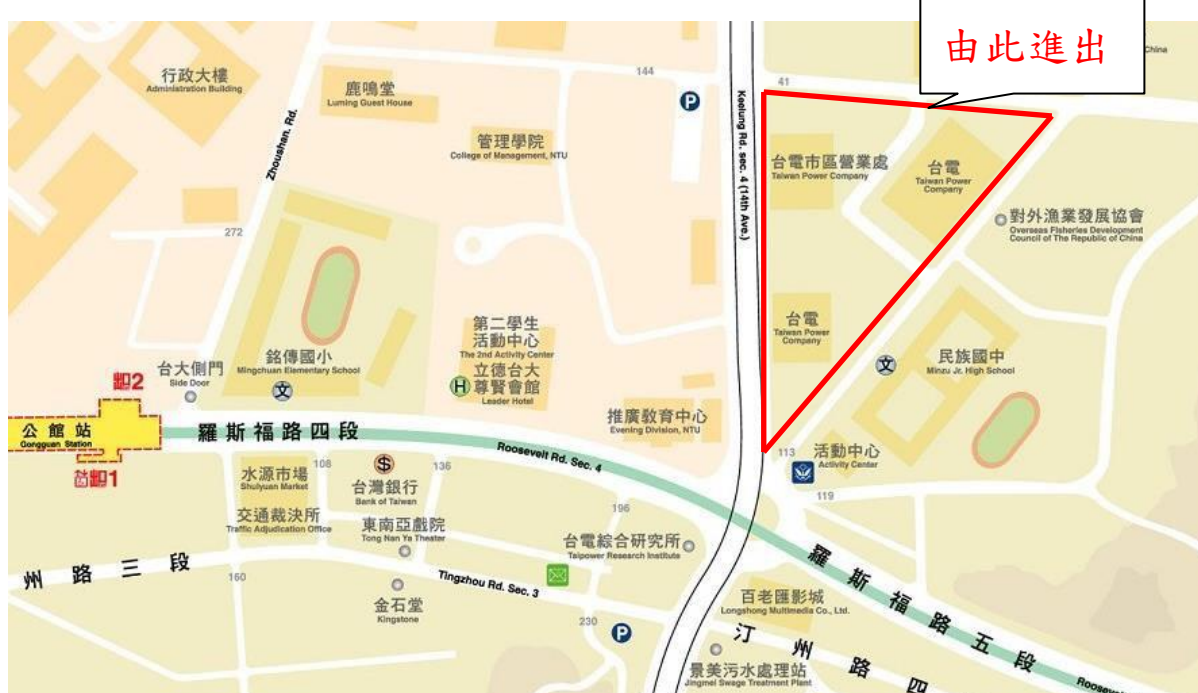 由此進出
China
行政大樓
Administration Building
鹿鳴堂
Luming Guest House
144
P
41
Keelung Rd. sec. 4 (14th Ave.)
管理學院
College of Management, NTU
Zhoushan. Rd.
台電市區營業處
Taiwan Power Company
台電
Taiwan Power
Company
對外漁業發展協會
Overseas Fisheries Development
Council of The Republic of China
272
第二學生
活動中心
The 2nd Activity Center
立德台大
尊賢會館
Leader Hotel
H
台電
Taiwan Power
Company
民族國中
Minzu Jr. High School
文
銘傳國小
Mingchuan Elementary School
文
台大側門
Side Door
2
公館站
Gongguan Station
1
羅斯福路四段
Roosevelt Rd. Sec. 4
推廣教育中心
Evening Division, NTU
113
活動中心
Activity Center
119
水源市場
Shuiyuan Market
108
$
台灣銀行
Bank of Taiwan
136
交通裁決所
Traffic Adjudication Office
東南亞戲院
Tong Nan Ya Theater
196
台電綜合研究所
Taipower Research Institute
州路三段
160
Tingzhou Rd. Sec. 3
金石堂
Kingstone
230
P
百老匯影城
Longshong Multimedia Co., Ltd.
羅斯福路五段
汀州路四
景美污水處理站
Jingmei Swage Treatment Plant